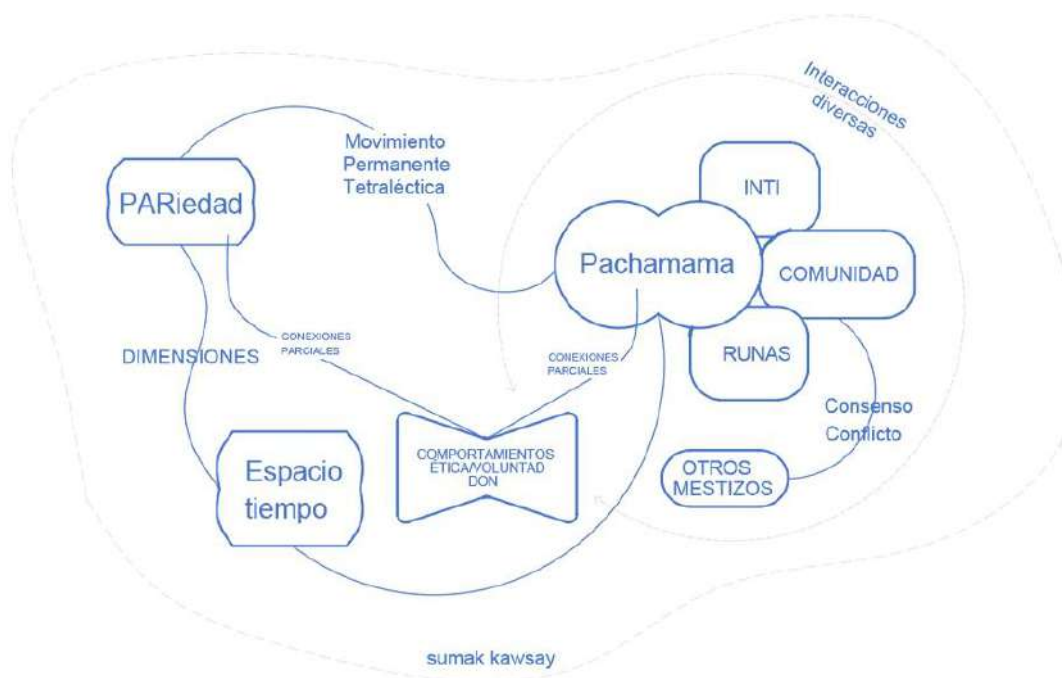 Interacciones
diversas
Movimiento
Permanente
Tetraléctica
PARiedad
INTI
Pachamama
COMUNIDAD
RUNAS
CONEXIONES
PARCIALES
DIMENSIONES
CONEXIONES
PARCIALES
Consenso
Conflicto
COMPORTAMIENTOS
ÉTICA/VOLUNTAD
DON
Espacio
tiempo
OTROS
MESTIZOS
sumak kawsay